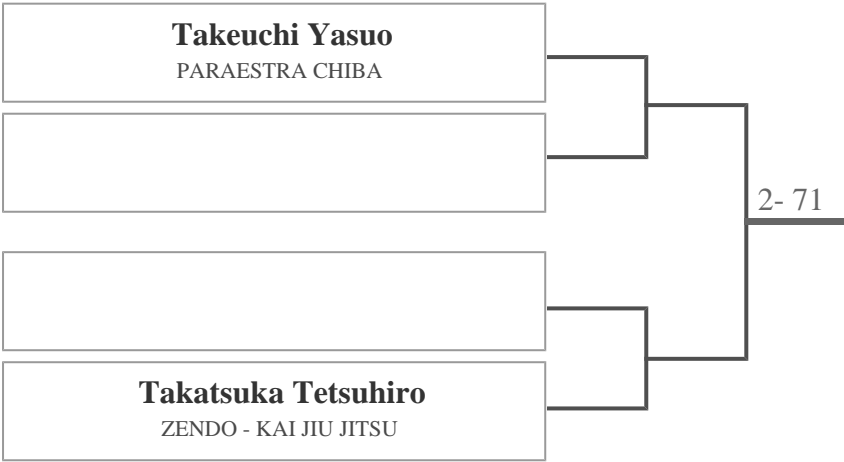 Takeuchi Yasuo
PARAESTRA CHIBA
2- 71
Takatsuka Tetsuhiro
ZENDO - KAI JIU JITSU